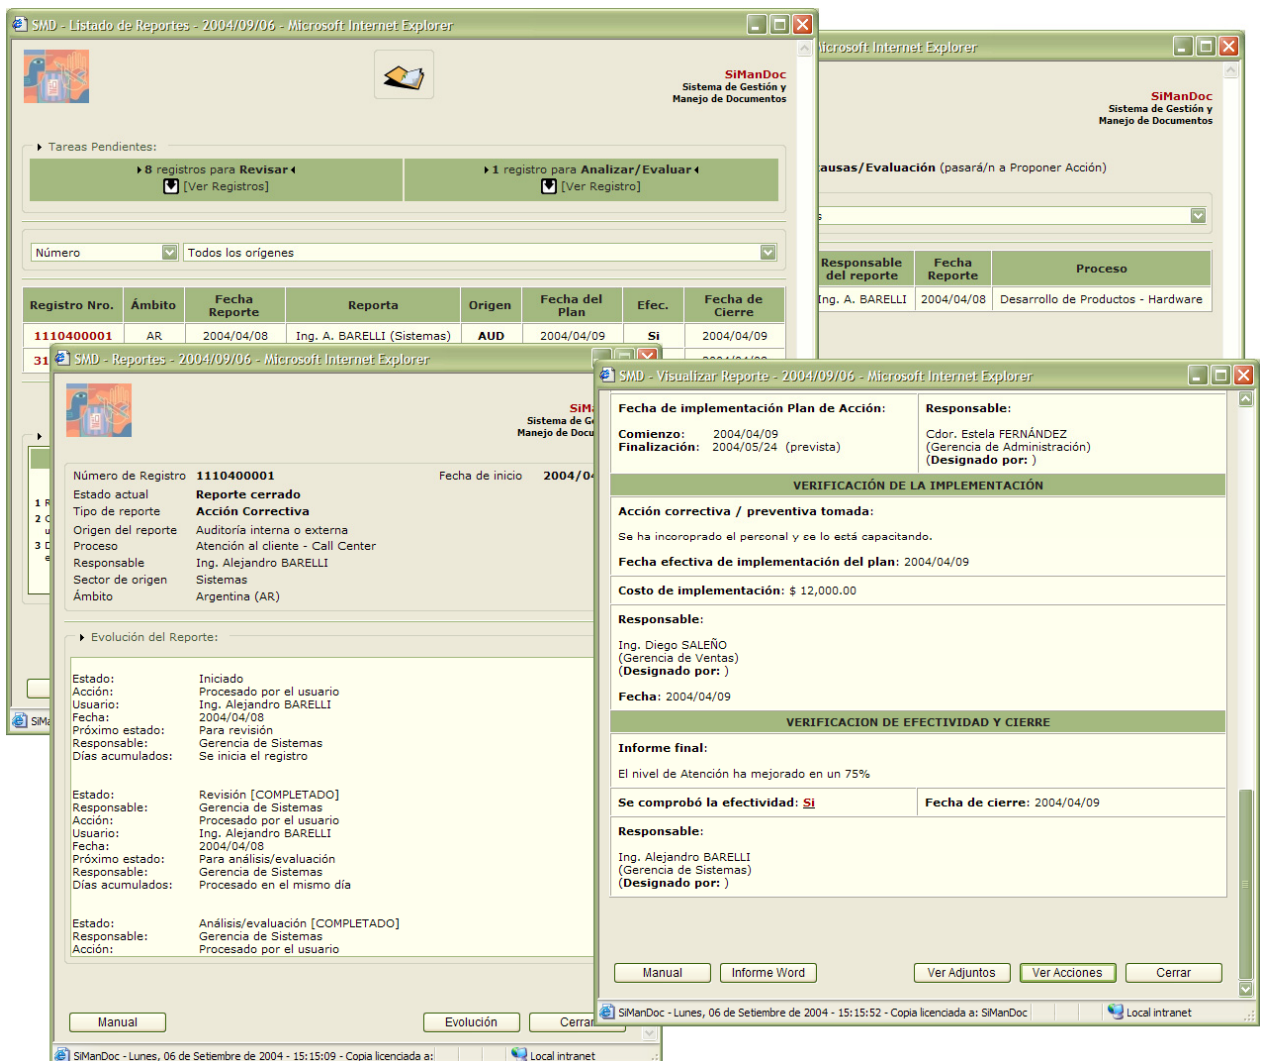 SMD - Listado de Reportes - 2004/09/06 - Microsoft Internet Explorer
SiManDoc
Sistema de Gestión y
Manejo de Documentos
Tareas Pendientes:
8 registros para Revisar
[Ver Registros]
1 registro para Analizar/Evaluar
[Ver Registro]
Número
Todos los orígenes
Registro Nro. Ámbito Fecha Reporte Reporta Origen Fecha del Plan Efec. Fecha de Cierre
1110400001 AR 2004/04/08 Ing. A. BARELLI (Sistemas) AUD 2004/04/09 Si 2004/04/09
31
1 R
2 C
u
3 D
e
SiMa
Microsoft Internet Explorer
SiManDoc
Sistema de Gestión y
Manejo de Documentos
ausas/Evaluación (pasará/n a Proponer Acción)
s
Responsable del reporte Fecha Reporte Proceso
Ing. A. BARELLI 2004/04/08 Desarrollo de Productos - Hardware
SMD - Reportes - 2004/09/06 - Microsoft Internet Explorer
SiMa
Sistema de Ge
Manejo de Docu
Número de Registro 1110400001 Fecha de inicio 2004/04
Estado actual Reporte cerrado
Tipo de reporte Acción Correctiva
Origen del reporte Auditoría interna o externa
Proceso Atención al cliente - Call Center
Responsable Ing. Alejandro BARELLI
Sector de origen Sistemas
Ámbito Argentina (AR)
Evolución del Reporte:
Estado: Iniciado
Acción: Procesado por el usuario
Usuario: Ing. Alejandro BARELLI
Fecha: 2004/04/08
Próximo estado: Para revisión
Responsable: Gerencia de Sistemas
Días acumulados: Se inicia el registro
Estado: Revisión [COMPLETADO]
Responsable: Gerencia de Sistemas
Acción: Procesado por el usuario
Usuario: Ing. Alejandro BARELLI
Fecha: 2004/04/08
Próximo estado: Para análisis/evaluación
Responsable: Gerencia de Sistemas
Días acumulados: Procesado en el mismo día
Estado: Análisis/evaluación [COMPLETADO]
Responsable: Gerencia de Sistemas
Acción: Procesado por el usuario
Manual Evolución Cerrar
SiManDoc - Lunes, 06 de Setiembre de 2004 - 15:15:09 - Copia licenciada a: Local intranet
SMD - Visualizar Reporte - 2004/09/06 - Microsoft Internet Explorer
Fecha de implementación Plan de Acción:
Comienzo: 2004/04/09
Finalización: 2004/05/24 (prevista)
Responsable:
Cdor. Estela FERNÁNDEZ
(Gerencia de Administración)
(Designado por: )
VERIFICACIÓN DE LA IMPLEMENTACIÓN
Acción correctiva / preventiva tomada:
Se ha incoroprado el personal y se lo está capacitando.
Fecha efectiva de implementación del plan: 2004/04/09
Costo de implementación: $ 12,000.00
Responsable:
Ing. Diego SALEÑO
(Gerencia de Ventas)
(Designado por: )
Fecha: 2004/04/09
VERIFICACION DE EFECTIVIDAD Y CIERRE
Informe final:
El nivel de Atención ha mejorado en un 75%
Se comprobó la efectividad: Si Fecha de cierre: 2004/04/09
Responsable:
Ing. Alejandro BARELLI
(Gerencia de Sistemas)
(Designado por: )
Manual Informe Word Ver Adjuntos Ver Acciones Cerrar
SiManDoc - Lunes, 06 de Setiembre de 2004 - 15:15:52 - Copia licenciada a: SiManDoc Local intranet